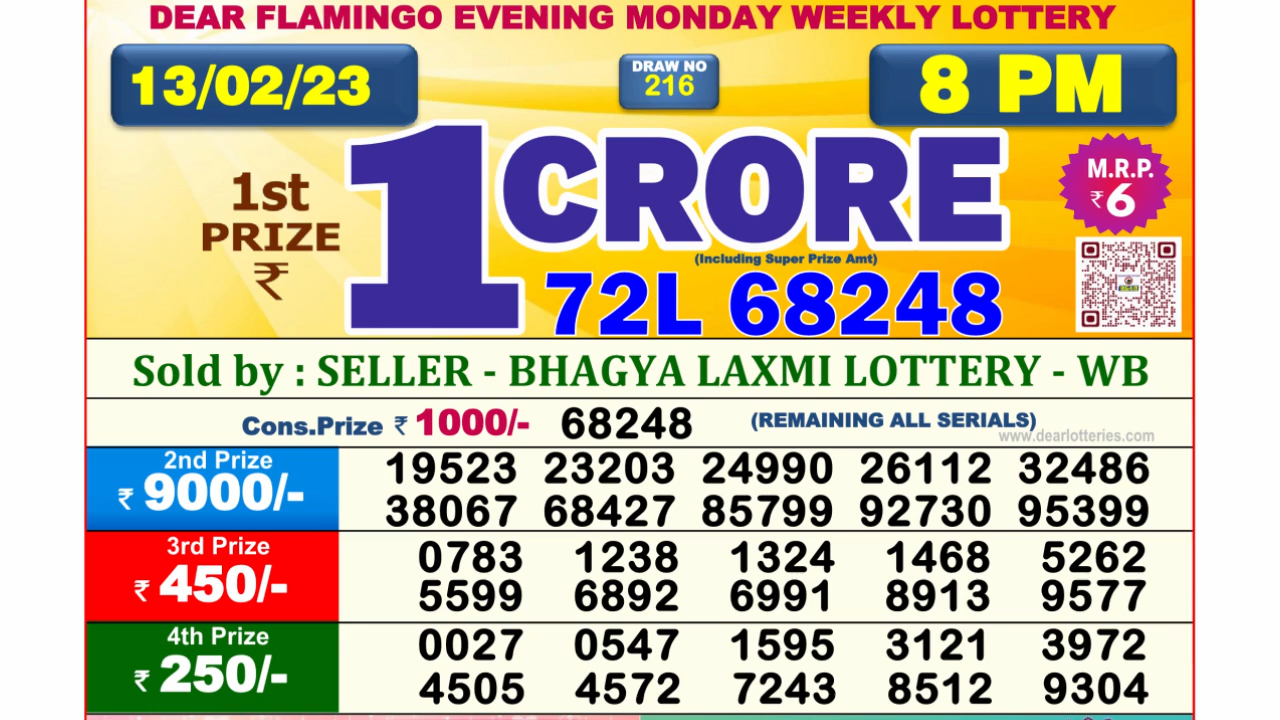 DEAR FLAMINGO EVENING MONDAY WEEKLY LOTTERY
13/02/23
DRAW NO
216
8 PM
1st
PRIZE
₹
1 CRORE
(Including Super Prize Amt)
72L 68248
M.R.P.
₹ 6
Sold by : SELLER - BHAGYA LAXMI LOTTERY - WB
Cons.Prize ₹ 1000/- 68248 (REMAINING ALL SERIALS)
www.dearlotteries.com
2nd Prize
₹ 9000/-
19523 23203 24990 26112 32486
38067 68427 85799 92730 95399
3rd Prize
₹ 450/-
0783 1238 1324 1468 5262
5599 6892 6991 8913 9577
4th Prize
₹ 250/-
0027 0547 1595 3121 3972
4505 4572 7243 8512 9304